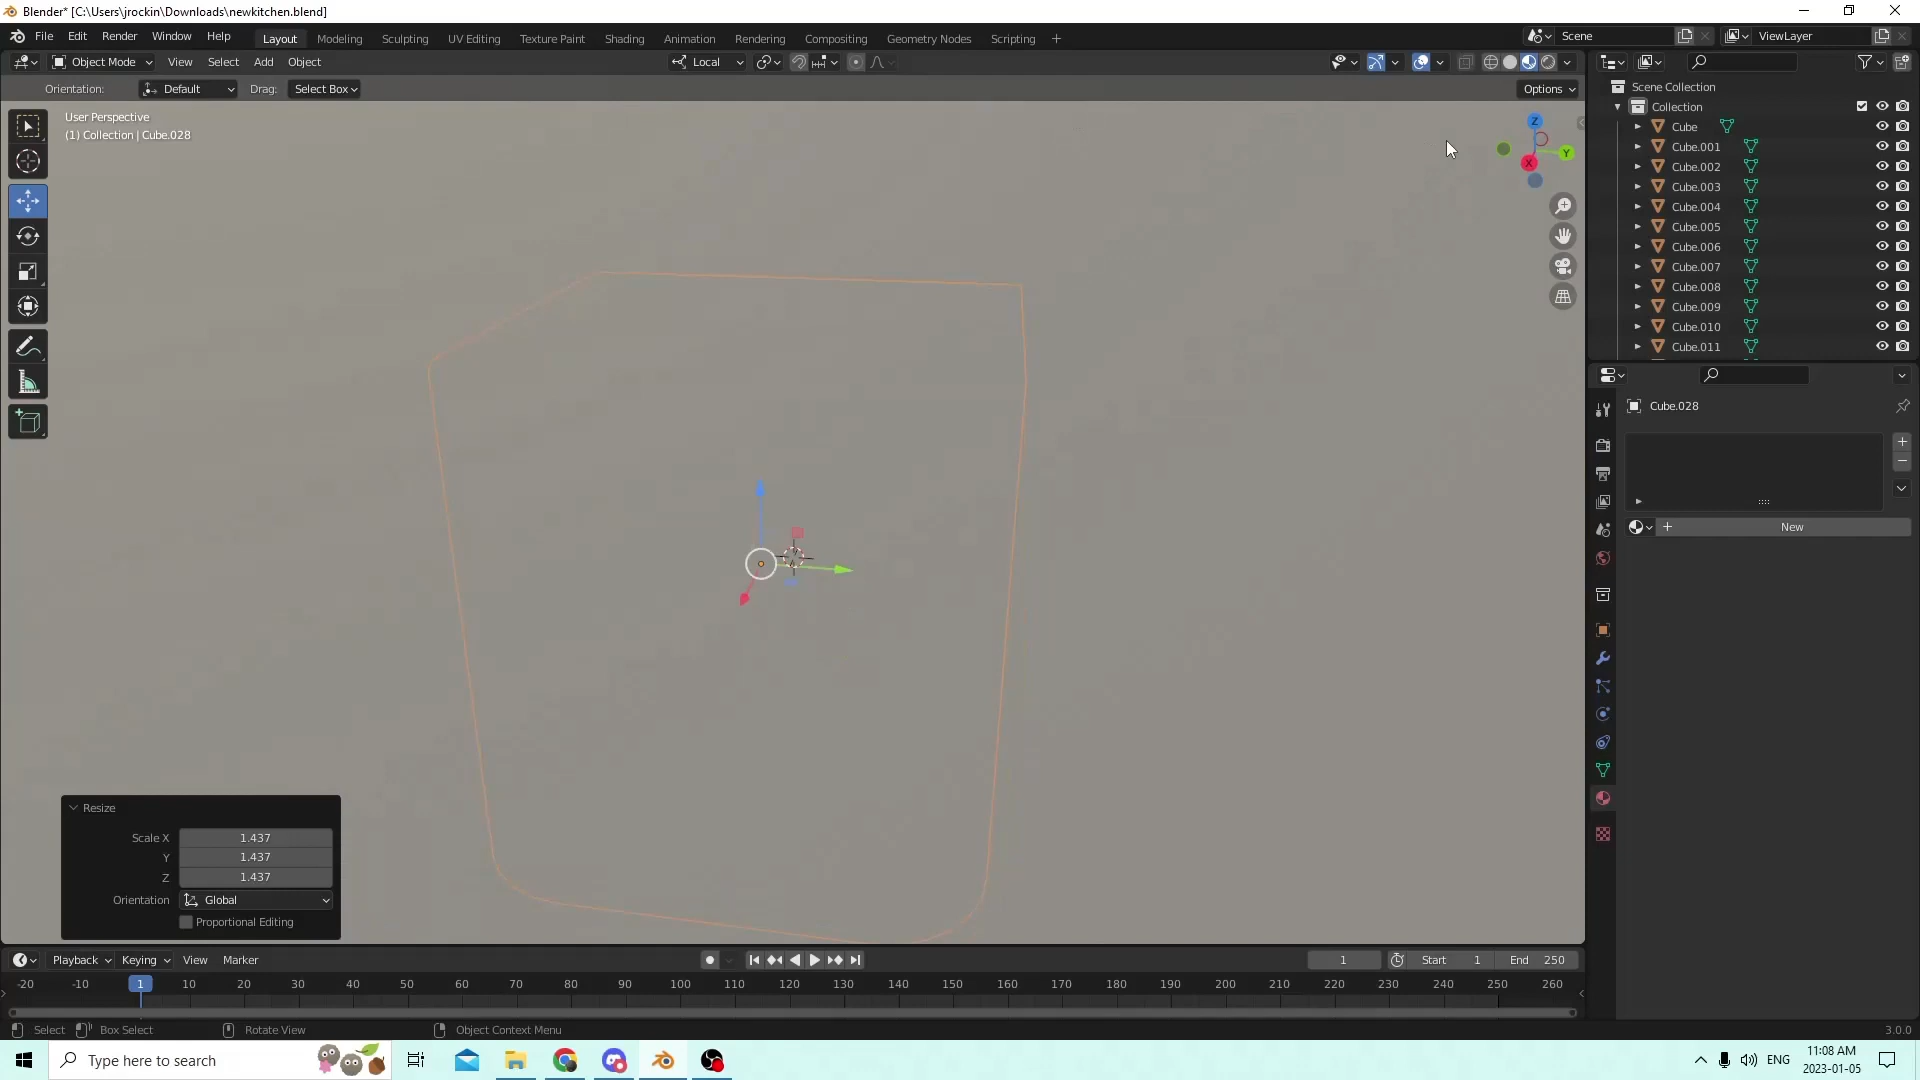 Blender* [C:\Users\jrockin\Downloads\newkitchen.blend]
File Edit Render Window Help Layout Modeling Sculpting UV Editing Texture Paint Shading Animation Rendering Compositing Geometry Nodes Scripting + Scene ViewLayer
Object Mode View Select Add Object Local
Orientation: Default Drag: Select Box Options
User Perspective
(1) Collection | Cube.028
Z
Y
X
Scene Collection
Collection
Cube
Cube.001
Cube.002
Cube.003
Cube.004
Cube.005
Cube.006
Cube.007
Cube.008
Cube.009
Cube.010
Cube.011
Cube.028
New
Resize
Scale X 1.437
Y 1.437
Z 1.437
Orientation Global
Proportional Editing
Playback Keying View Marker 1 Start 1 End 250
-20 -10 1 10 20 30 40 50 60 70 80 90 100 110 120 130 140 150 160 170 180 190 200 210 220 230 240 250 260
Select Box Select Rotate View Object Context Menu 3.0.0
Type here to search ENG 11:08 AM
2023-01-05